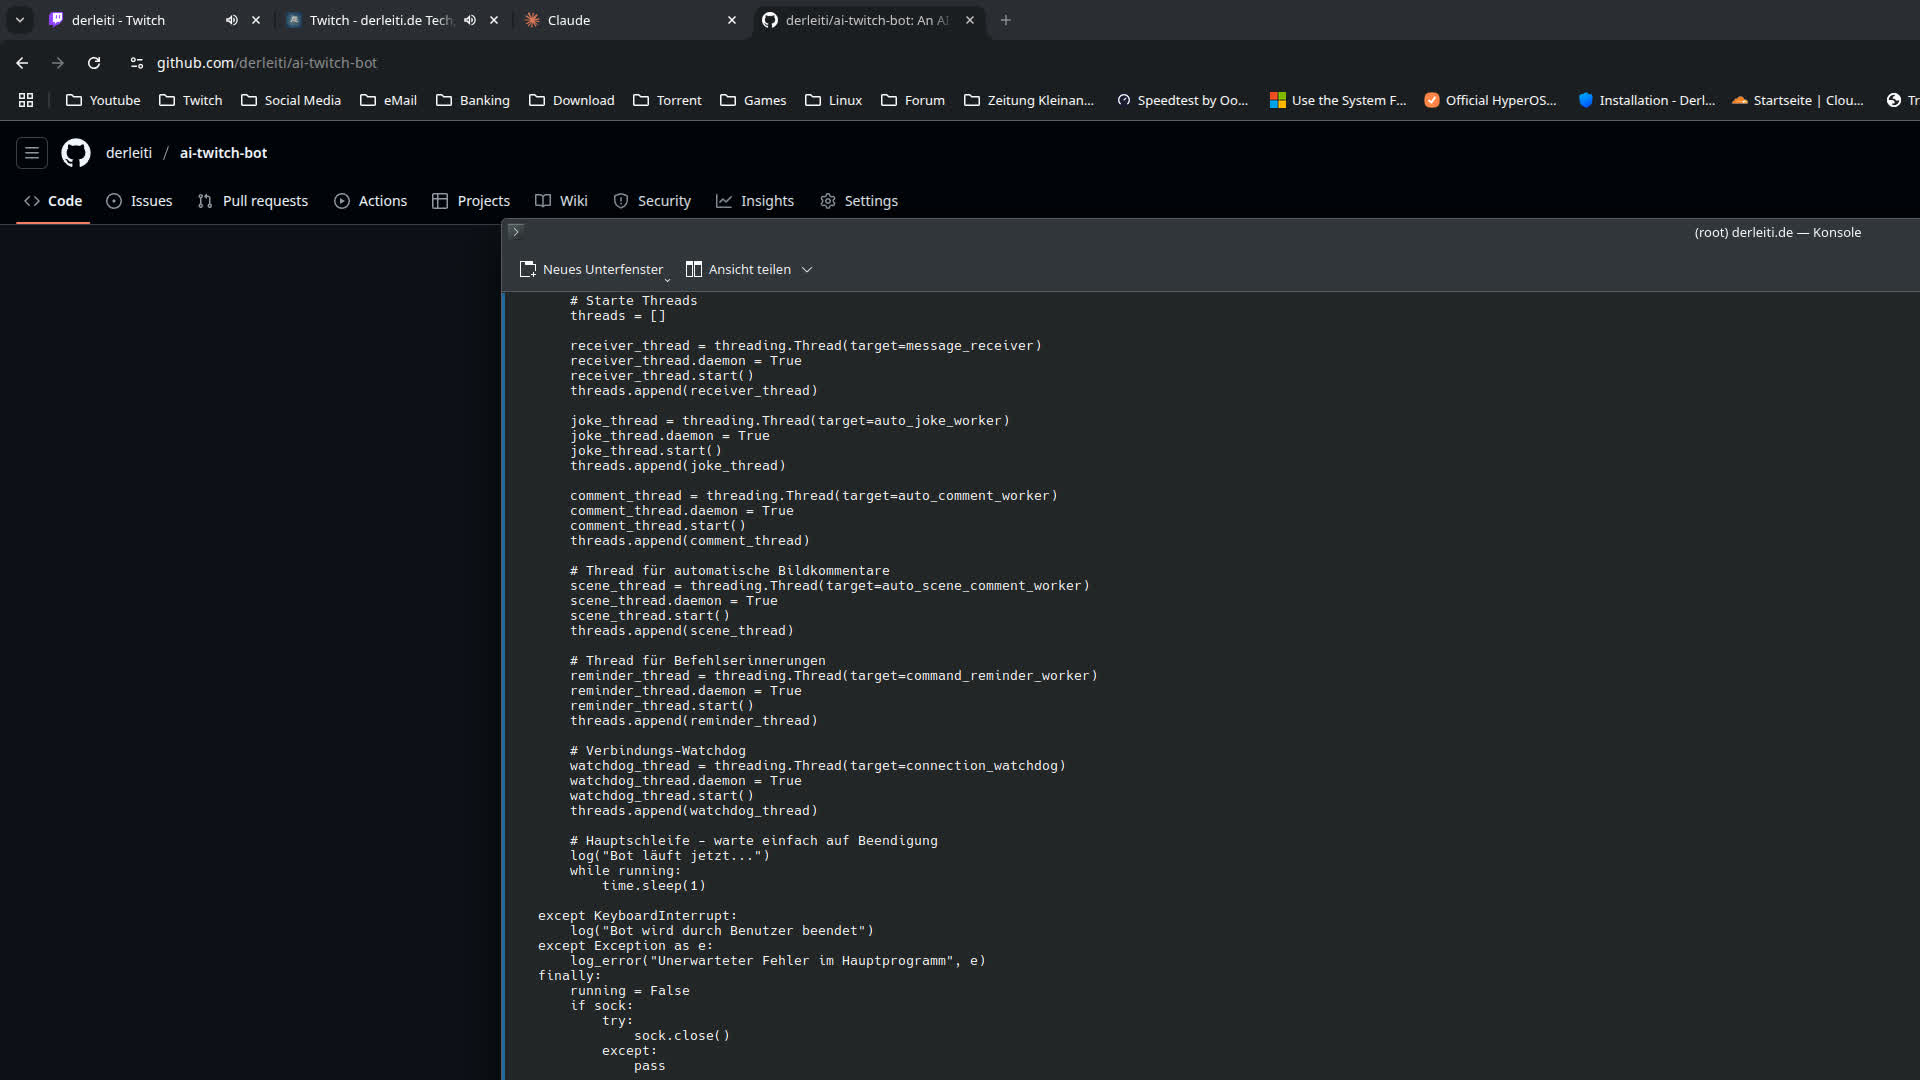 derleiti - Twitch
Twitch - derleiti.de Tech
Claude
derleiti/ai-twitch-bot: An AI
github.com/derleiti/ai-twitch-bot
Youtube
Twitch
Social Media
eMail
Banking
Download
Torrent
Games
Linux
Forum
Zeitung Kleinan...
Speedtest by Oo...
Use the System F...
Official HyperOS...
Installation - Derl...
Startseite | Clou...
Tr
derleiti / ai-twitch-bot
Code
Issues
Pull requests
Actions
Projects
Wiki
Security
Insights
Settings
(root) derleiti.de — Konsole
Neues Unterfenster
Ansicht teilen
# Starte Threads
threads = []
receiver_thread = threading.Thread(target=message_receiver)
receiver_thread.daemon = True
receiver_thread.start()
threads.append(receiver_thread)
joke_thread = threading.Thread(target=auto_joke_worker)
joke_thread.daemon = True
joke_thread.start()
threads.append(joke_thread)
comment_thread = threading.Thread(target=auto_comment_worker)
comment_thread.daemon = True
comment_thread.start()
threads.append(comment_thread)
# Thread für automatische Bildkommentare
scene_thread = threading.Thread(target=auto_scene_comment_worker)
scene_thread.daemon = True
scene_thread.start()
threads.append(scene_thread)
# Thread für Befehlserinnerungen
reminder_thread = threading.Thread(target=command_reminder_worker)
reminder_thread.daemon = True
reminder_thread.start()
threads.append(reminder_thread)
# Verbindungs-Watchdog
watchdog_thread = threading.Thread(target=connection_watchdog)
watchdog_thread.daemon = True
watchdog_thread.start()
threads.append(watchdog_thread)
# Hauptschleife - warte einfach auf Beendigung
log("Bot läuft jetzt...")
while running:
time.sleep(1)
except KeyboardInterrupt:
log("Bot wird durch Benutzer beendet")
except Exception as e:
log_error("Unerwarteter Fehler im Hauptprogramm", e)
finally:
running = False
if sock:
try:
sock.close()
except:
pass